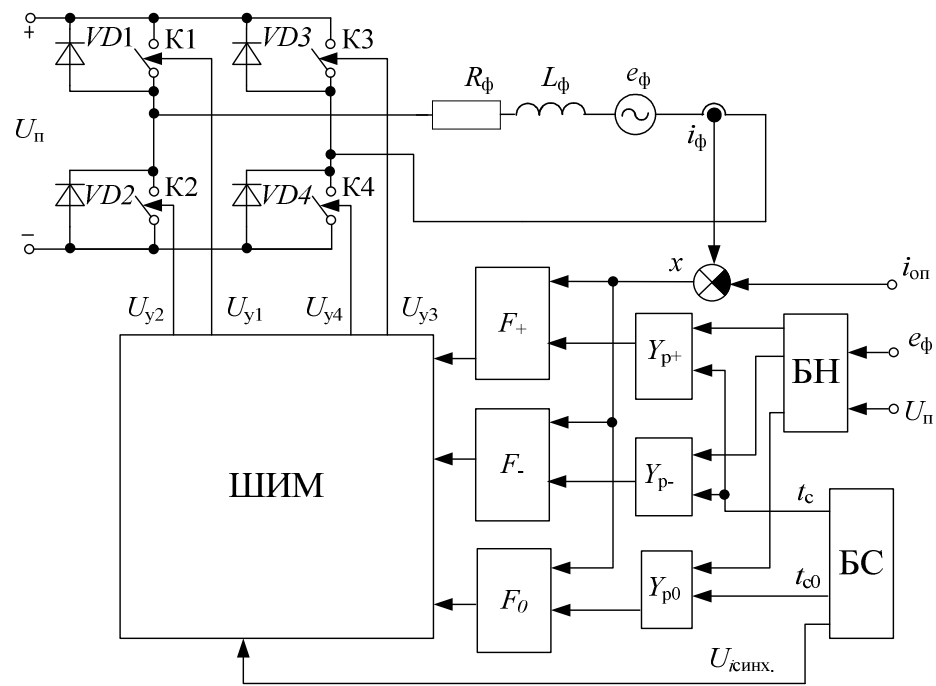 +
VD1
К1
VD3
К3
Rф
Lф
eф
Uп
iф
VD2
К2
VD4
К4
−
x
iоп
Uу2
Uу1
Uу4
Uу3
F+
Yр+
БН
eф
Uп
ШИМ
F-
Yр-
tс
БС
F0
Yр0
tс0
Uiсинх.